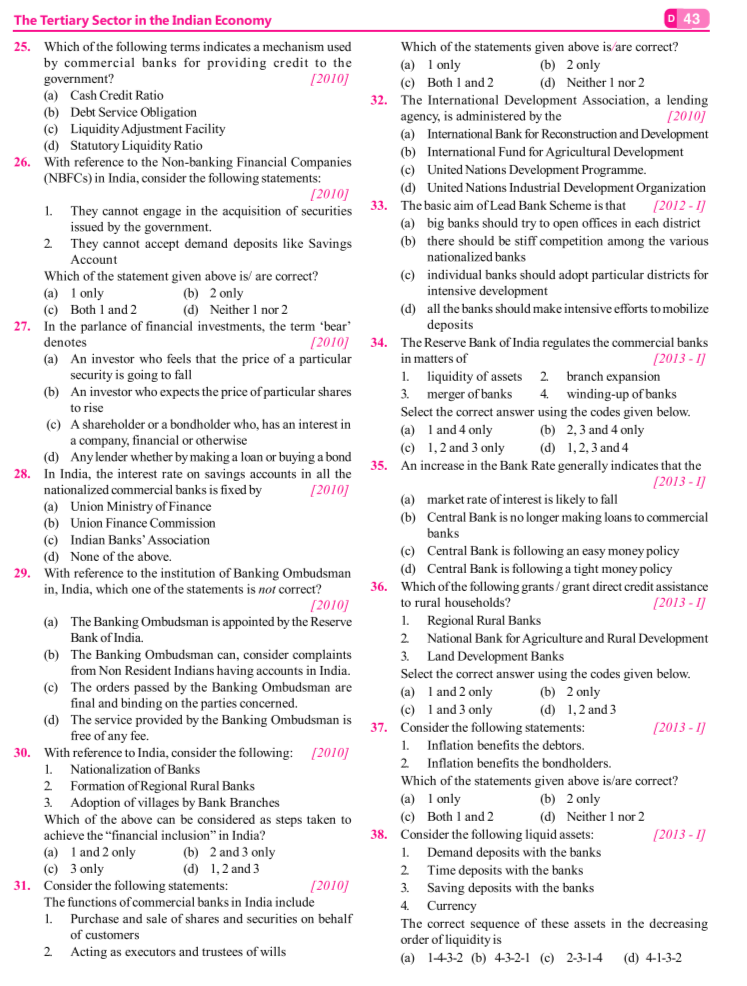 The Tertiary Sector in the Indian Economy
D 43
25. Which of the following terms indicates a mechanism used
by commercial banks for providing credit to the
government? [2010]
(a) Cash Credit Ratio
(b) Debt Service Obligation
(c) Liquidity Adjustment Facility
(d) Statutory Liquidity Ratio
26. With reference to the Non-banking Financial Companies
(NBFCs) in India, consider the following statements:
[2010]
1. They cannot engage in the acquisition of securities
issued by the government.
2. They cannot accept demand deposits like Savings
Account
Which of the statement given above is/ are correct?
(a) 1 only (b) 2 only
(c) Both 1 and 2 (d) Neither 1 nor 2
27. In the parlance of financial investments, the term ‘bear’
denotes [2010]
(a) An investor who feels that the price of a particular
security is going to fall
(b) An investor who expects the price of particular shares
to rise
(c) A shareholder or a bondholder who, has an interest in
a company, financial or otherwise
(d) Any lender whether by making a loan or buying a bond
28. In India, the interest rate on savings accounts in all the
nationalized commercial banks is fixed by [2010]
(a) Union Ministry of Finance
(b) Union Finance Commission
(c) Indian Banks’ Association
(d) None of the above.
29. With reference to the institution of Banking Ombudsman
in, India, which one of the statements is not correct?
[2010]
(a) The Banking Ombudsman is appointed by the Reserve
Bank of India.
(b) The Banking Ombudsman can, consider complaints
from Non Resident Indians having accounts in India.
(c) The orders passed by the Banking Ombudsman are
final and binding on the parties concerned.
(d) The service provided by the Banking Ombudsman is
free of any fee.
30. With reference to India, consider the following: [2010]
1. Nationalization of Banks
2. Formation of Regional Rural Banks
3. Adoption of villages by Bank Branches
Which of the above can be considered as steps taken to
achieve the “financial inclusion” in India?
(a) 1 and 2 only (b) 2 and 3 only
(c) 3 only (d) 1, 2 and 3
31. Consider the following statements: [2010]
The functions of commercial banks in India include
1. Purchase and sale of shares and securities on behalf
of customers
2. Acting as executors and trustees of wills
Which of the statements given above is/are correct?
(a) 1 only (b) 2 only
(c) Both 1 and 2 (d) Neither 1 nor 2
32. The International Development Association, a lending
agency, is administered by the [2010]
(a) International Bank for Reconstruction and Development
(b) International Fund for Agricultural Development
(c) United Nations Development Programme.
(d) United Nations Industrial Development Organization
33. The basic aim of Lead Bank Scheme is that [2012 - I]
(a) big banks should try to open offices in each district
(b) there should be stiff competition among the various
nationalized banks
(c) individual banks should adopt particular districts for
intensive development
(d) all the banks should make intensive efforts to mobilize
deposits
34. The Reserve Bank of India regulates the commercial banks
in matters of [2013 - I]
1. liquidity of assets 2. branch expansion
3. merger of banks 4. winding-up of banks
Select the correct answer using the codes given below.
(a) 1 and 4 only (b) 2, 3 and 4 only
(c) 1, 2 and 3 only (d) 1, 2, 3 and 4
35. An increase in the Bank Rate generally indicates that the
[2013 - I]
(a) market rate of interest is likely to fall
(b) Central Bank is no longer making loans to commercial
banks
(c) Central Bank is following an easy money policy
(d) Central Bank is following a tight money policy
36. Which of the following grants / grant direct credit assistance
to rural households? [2013 - I]
1. Regional Rural Banks
2. National Bank for Agriculture and Rural Development
3. Land Development Banks
Select the correct answer using the codes given below.
(a) 1 and 2 only (b) 2 only
(c) 1 and 3 only (d) 1, 2 and 3
37. Consider the following statements: [2013 - I]
1. Inflation benefits the debtors.
2. Inflation benefits the bondholders.
Which of the statements given above is/are correct?
(a) 1 only (b) 2 only
(c) Both 1 and 2 (d) Neither 1 nor 2
38. Consider the following liquid assets: [2013 - I]
1. Demand deposits with the banks
2. Time deposits with the banks
3. Saving deposits with the banks
4. Currency
The correct sequence of these assets in the decreasing
order of liquidity is
(a) 1-4-3-2 (b) 4-3-2-1 (c) 2-3-1-4 (d) 4-1-3-2